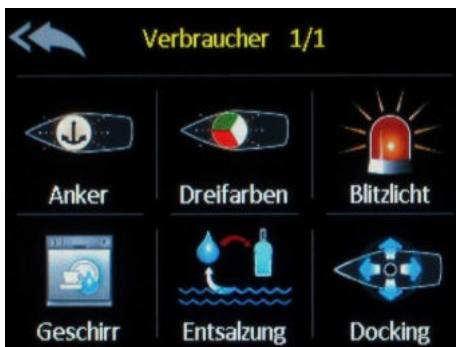 Verbraucher 1/1
Anker Dreifarben Blitzlicht
Geschirr Entsalzung Docking